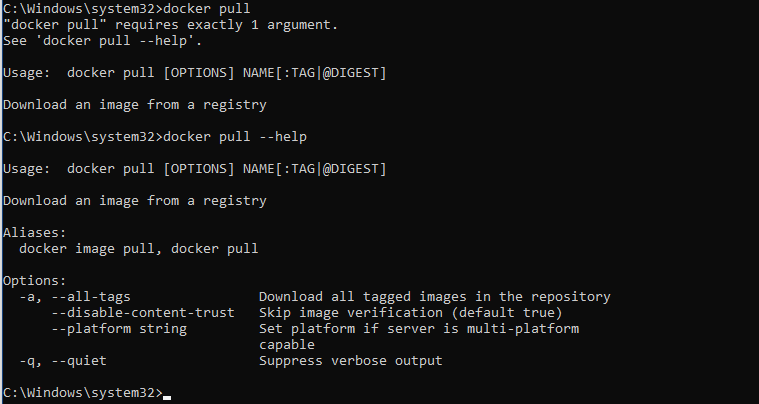 C:\Windows\system32>docker pull
"docker pull" requires exactly 1 argument.
See 'docker pull --help'.
Usage:  docker pull [OPTIONS] NAME[:TAG|@DIGEST]
Download an image from a registry
C:\Windows\system32>docker pull --help
Usage:  docker pull [OPTIONS] NAME[:TAG|@DIGEST]
Download an image from a registry
Aliases:
  docker image pull, docker pull
Options:
  -a, --all-tags                Download all tagged images in the repository
      --disable-content-trust   Skip image verification (default true)
      --platform string         Set platform if server is multi-platform
                                capable
  -q, --quiet                   Suppress verbose output
C:\Windows\system32>